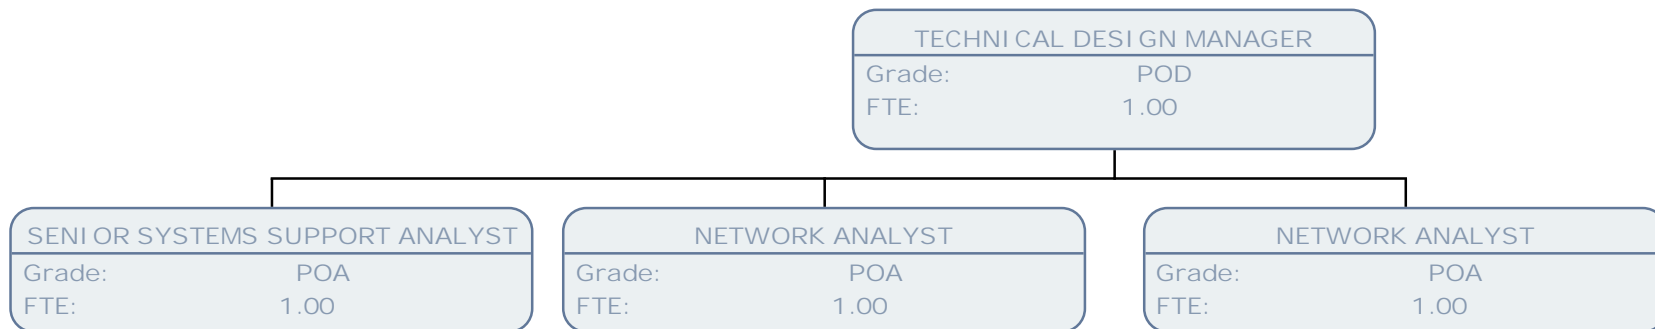 TECHNICAL DESIGN MANAGER
Grade: POD
FTE: 1.00
SENIOR SYSTEMS SUPPORT ANALYST
Grade: POA
FTE: 1.00
NETWORK ANALYST
Grade: POA
FTE: 1.00
NETWORK ANALYST
Grade: POA
FTE: 1.00